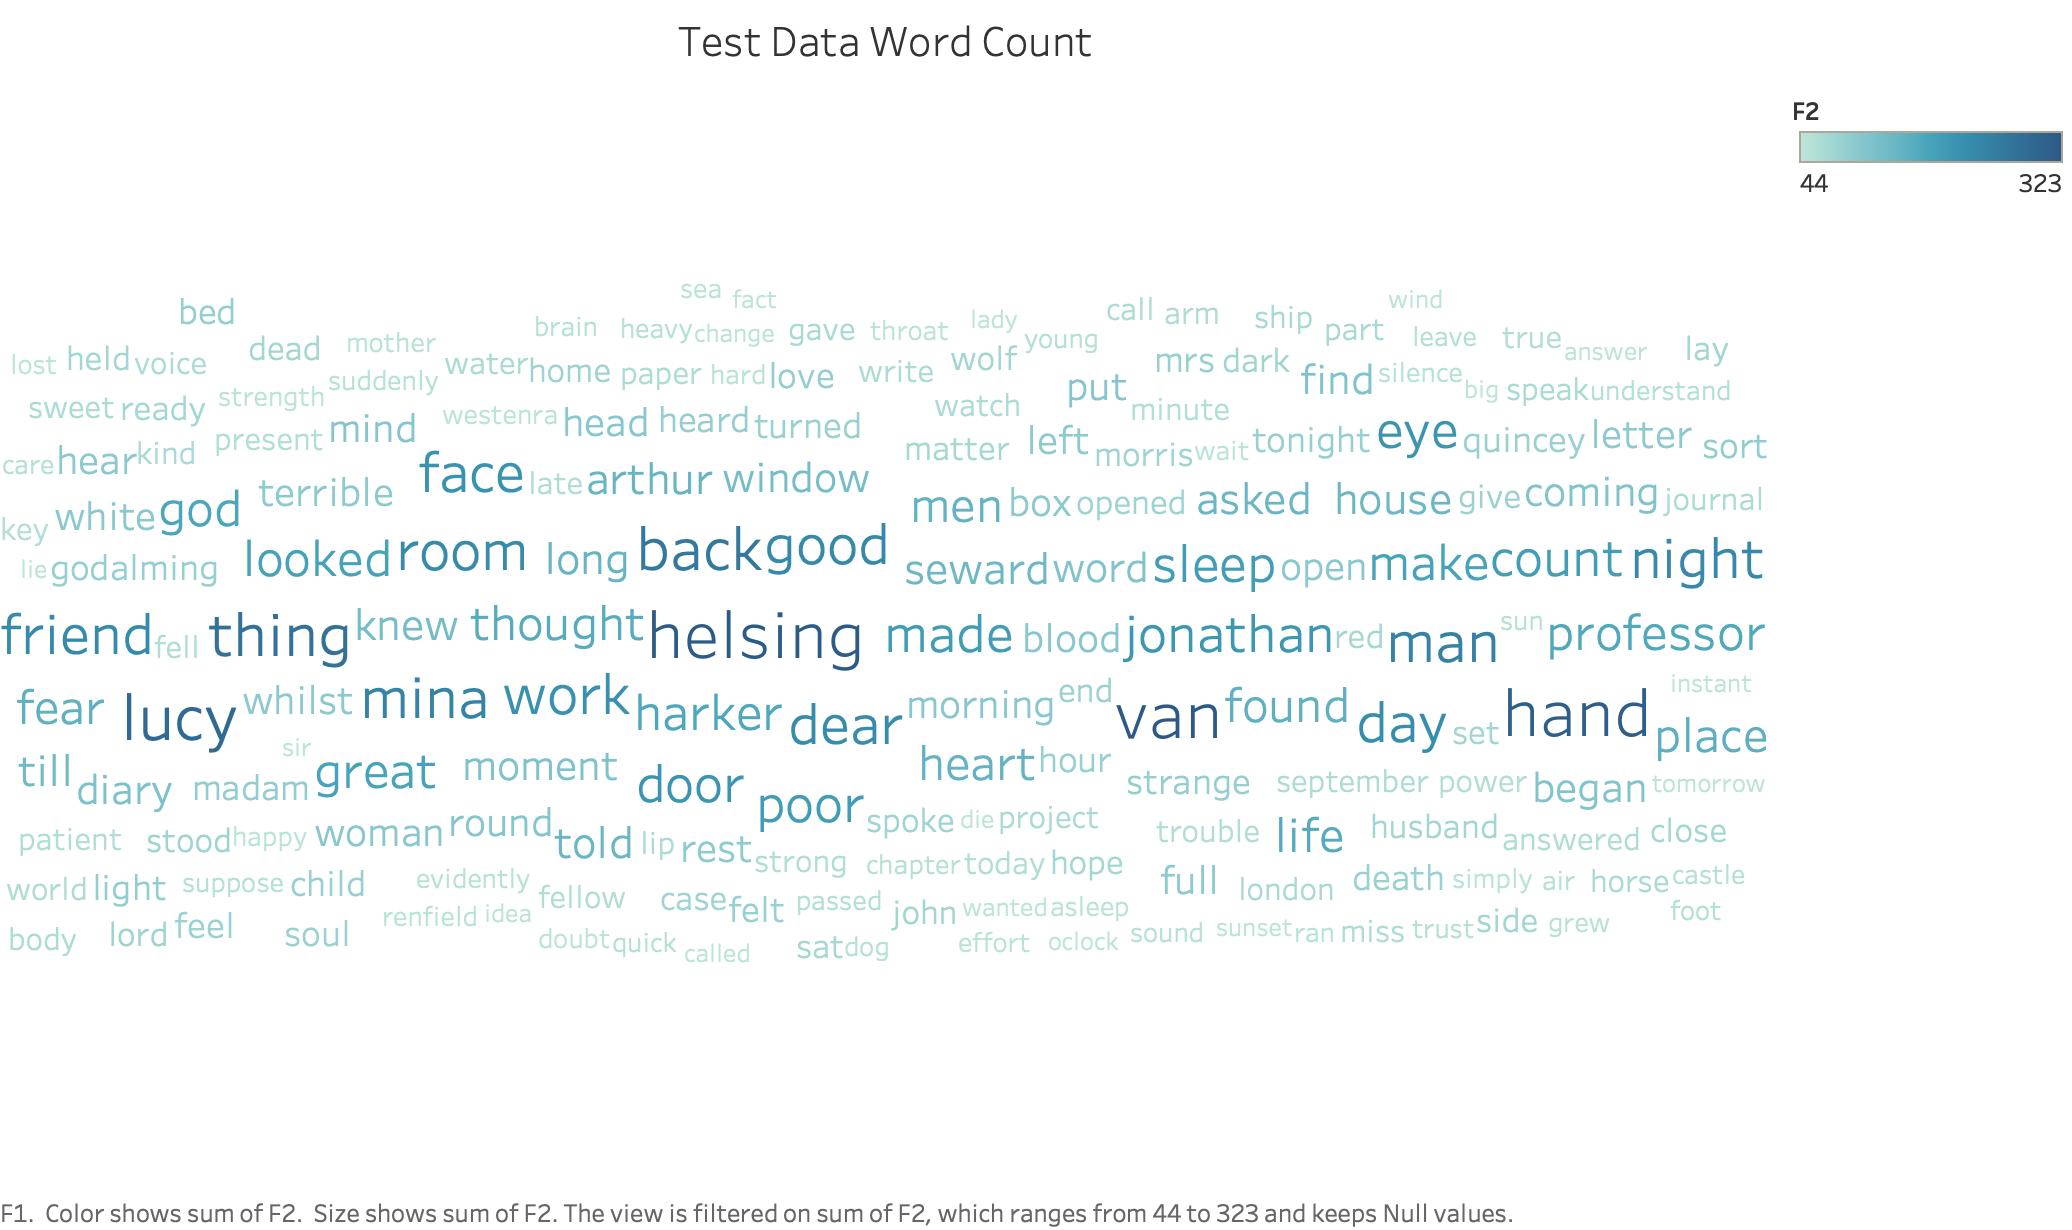 Test Data Word Count
F2
44 323
sea fact
bed call arm ship wind
brain heavy change gave throat lady young part leave true
lost held voice dead mother answer lay
water home paper hard love write wolf mrs dark find silence
strength suddenly put big speak understand
sweet ready westenra watch minute
mind head heard turned
care hear kind present matter left morris wait tonight eye quincey letter sort
face late arthur window
terrible men box opened asked house give coming journal
key white god
lie godalming looked room long back good seward word sleep open make count night
friend fell thing knew thought helsing made blood jonathan red man sun professor
fear lucy whilst mina work harker dear morning end van found day set hand instant place
sir
till diary madam great moment door heart hour strange september power began tomorrow
poor
patient stood happy woman round told lip rest spoke die project trouble life husband answered close
strong chapter today hope
world light suppose child evidently fellow case felt passed john wanted asleep full london death simply air horse castle
foot
body lord feel soul renfield idea doubt quick called sat dog effort oclock sound sunset ran miss trust side grew
F1. Color shows sum of F2. Size shows sum of F2. The view is filtered on sum of F2, which ranges from 44 to 323 and keeps Null values.